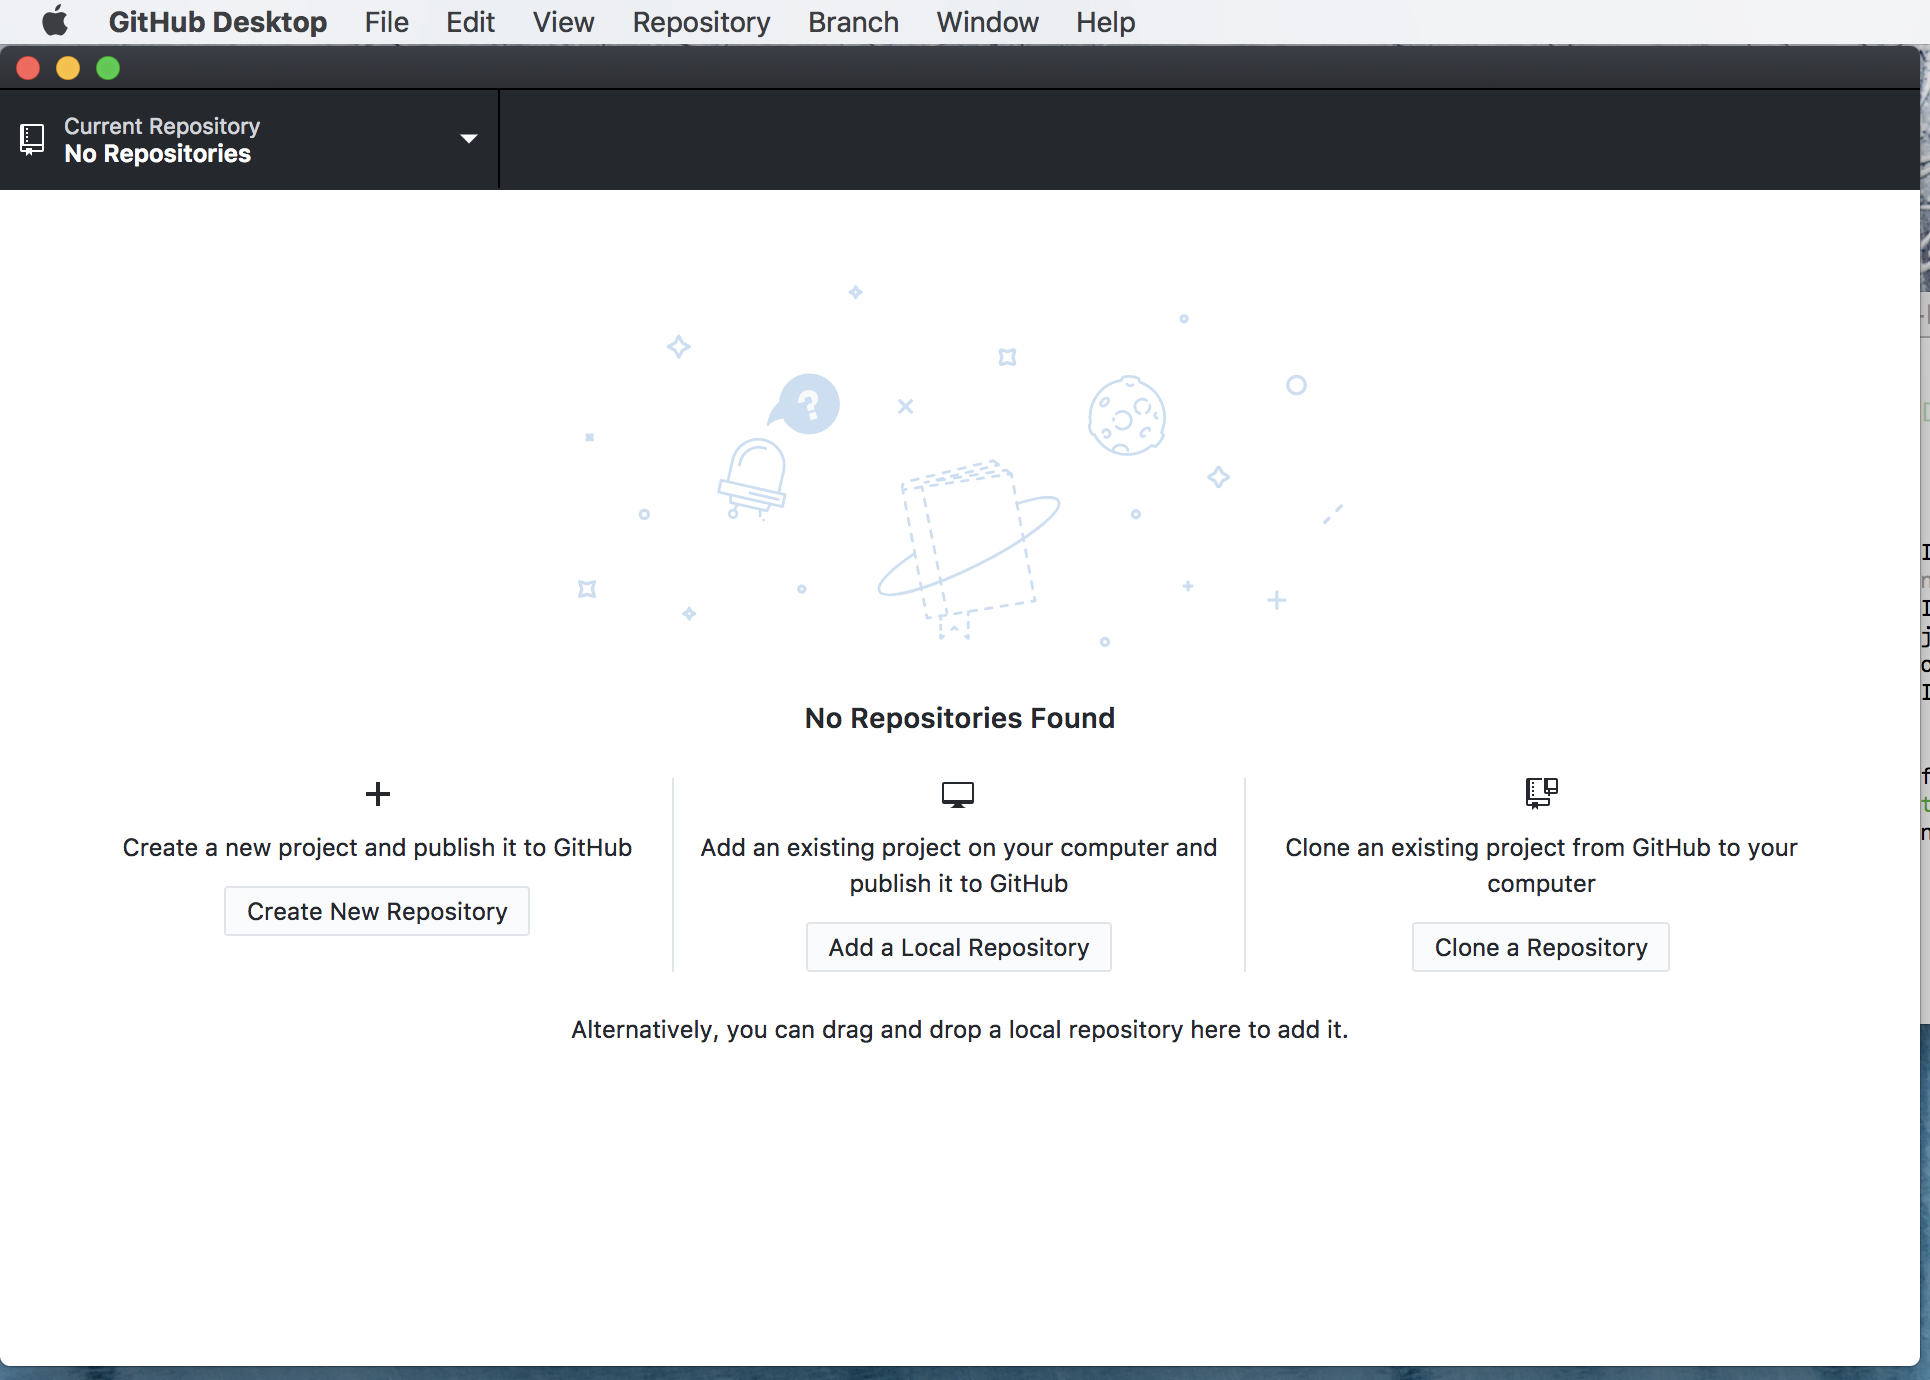 GitHub Desktop File Edit View Repository Branch Window Help
Current Repository
No Repositories
?
No Repositories Found
Create a new project and publish it to GitHub
Create New Repository
Add an existing project on your computer and
publish it to GitHub
Add a Local Repository
Clone an existing project from GitHub to your
computer
Clone a Repository
Alternatively, you can drag and drop a local repository here to add it.